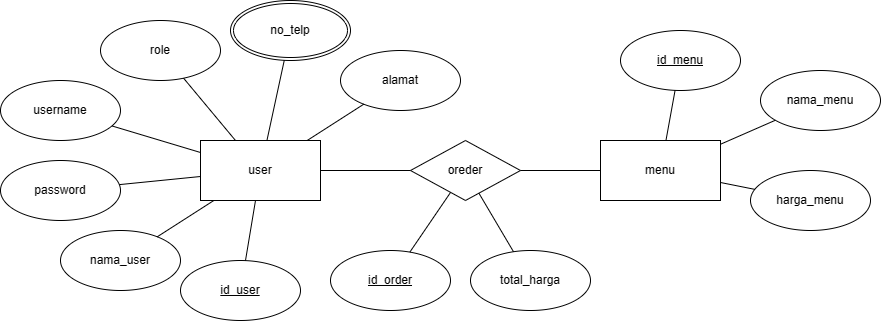 no_telp
role
id_menu
alamat
nama_menu
username
user
oreder
menu
password
harga_menu
nama_user
id_user
id_order
total_harga